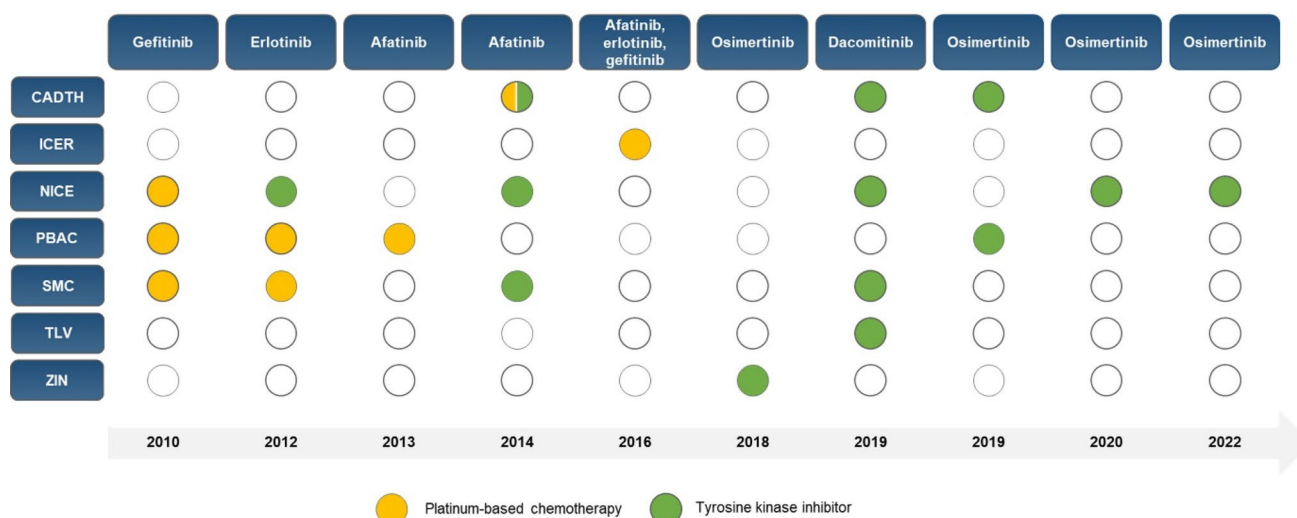 Gefitinib
Erlotinib
Afatinib
Afatinib
Afatinib,
erlotinib,
gefitinib
Osimertinib
Dacomitinib
Osimertinib
Osimertinib
Osimertinib
CADTH
ICER
NICE
PBAC
SMC
TLV
ZIN
2010
2012
2013
2014
2016
2018
2019
2019
2020
2022
Platinum-based chemotherapy
Tyrosine kinase inhibitor